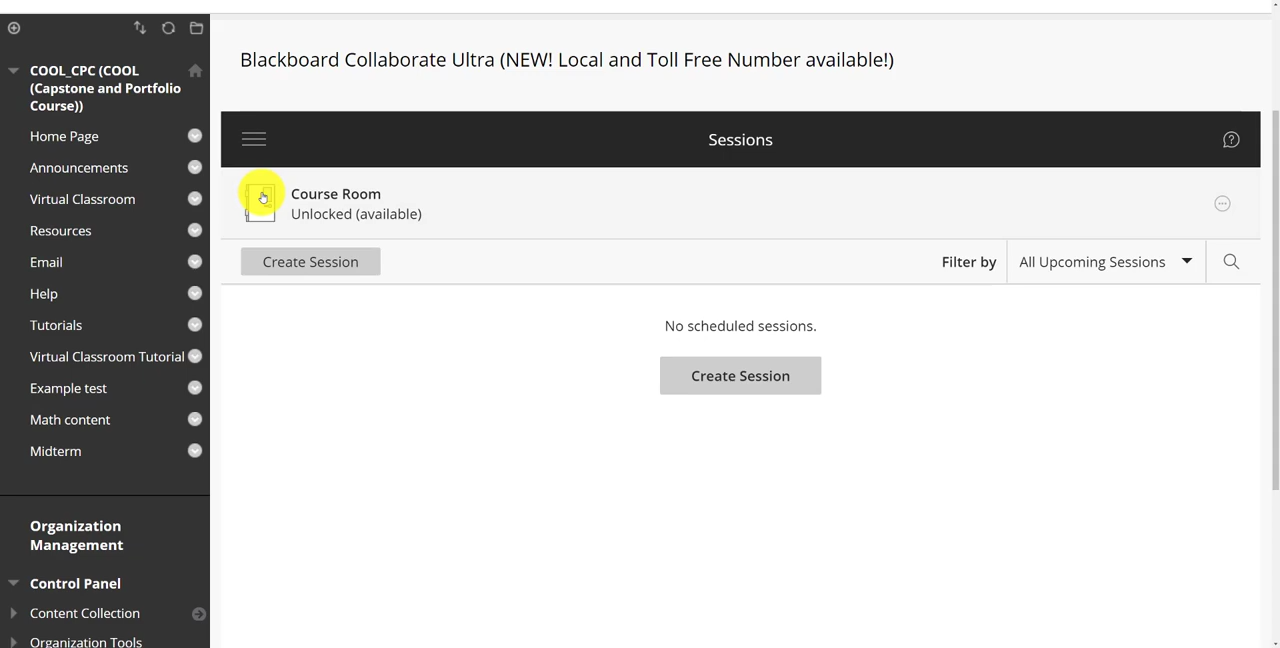 COOL_CPC (COOL
(Capstone and Portfolio
Course))
Home Page
Announcements
Virtual Classroom
Resources
Email
Help
Tutorials
Virtual Classroom Tutorial
Example test
Math content
Midterm
Organization
Management
Control Panel
Content Collection
Organization Tools
Blackboard Collaborate Ultra (NEW! Local and Toll Free Number available!)
Sessions
Course Room
Unlocked (available)
Create Session
Filter by
All Upcoming Sessions
No scheduled sessions.
Create Session